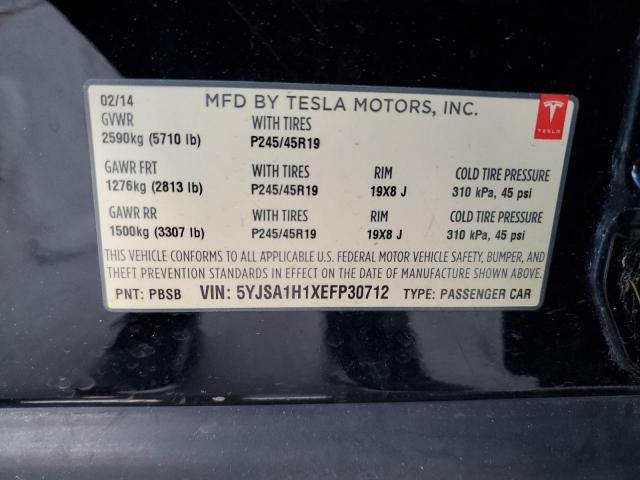 02/14 MFD BY TESLA MOTORS, INC.
TESLA
GVWR WITH TIRES
2590kg (5710 lb) P245/45R19
GAWR FRT WITH TIRES RIM COLD TIRE PRESSURE
1276kg (2813 lb) P245/45R19 19X8 J 310 kPa, 45 psi
GAWR RR WITH TIRES RIM COLD TIRE PRESSURE
1500kg (3307 lb) P245/45R19 19X8 J 310 kPa, 45 psi
THIS VEHICLE CONFORMS TO ALL APPLICABLE U.S. FEDERAL MOTOR VEHICLE SAFETY, BUMPER, AND
THEFT PREVENTION STANDARDS IN EFFECT ON THE DATE OF MANUFACTURE SHOWN ABOVE.
PNT: PBSB VIN: 5YJSA1H1XEFP30712 TYPE: PASSENGER CAR